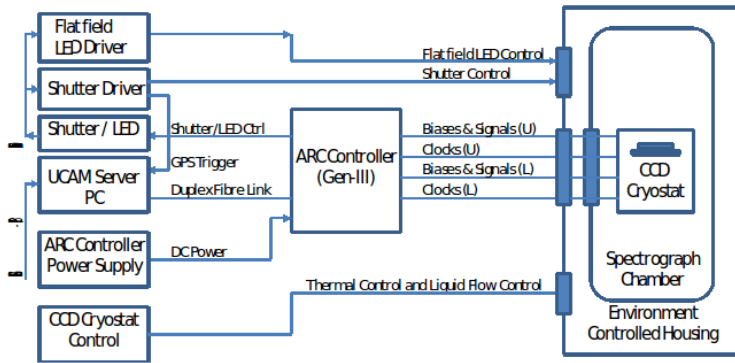 Flat field
LED Driver
Flat field LED Control
Shutter Driver
Shutter Control
Shutter / LED
Shutter/LED Ctrl
GPS Trigger
UCAM Server
PC
Duplex Fibre Link
ARC Controller
(Gen-III)
Biases & Signals (U)
Clocks (U)
Biases & Signals (L)
Clocks (L)
CCD
Cryostat
ARC Controller
Power Supply
DC Power
Spectrograph
Chamber
Thermal Control and Liquid Flow Control
CCD Cryostat
Control
Environment
Controlled Housing